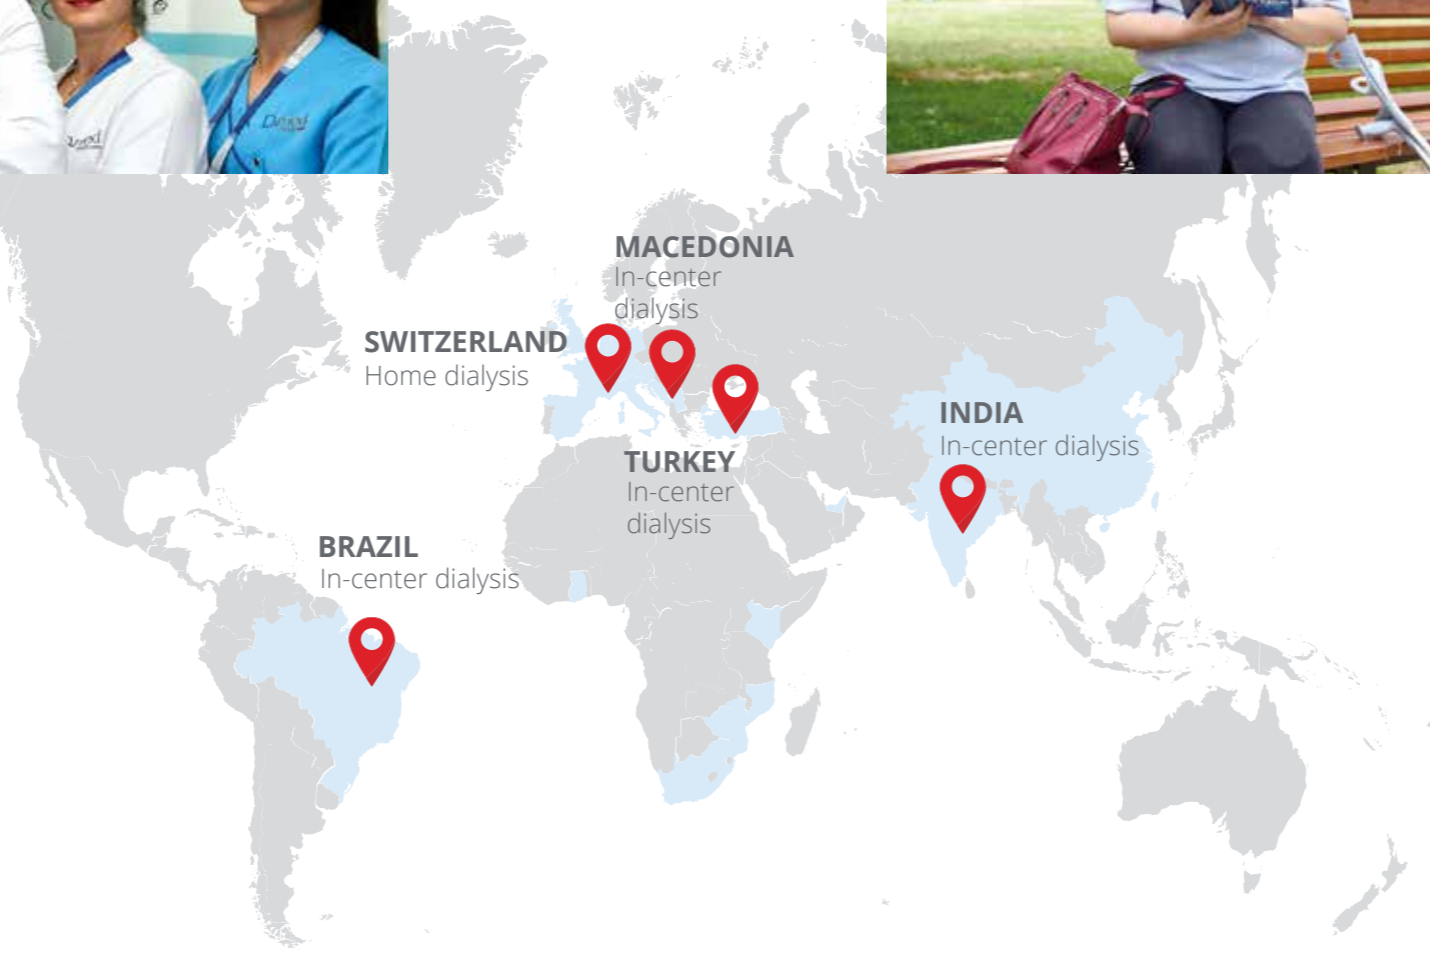 MACEDONIA
In-center
dialysis
SWITZERLAND
Home dialysis
INDIA
In-center dialysis
TURKEY
In-center
dialysis
BRAZIL
In-center dialysis